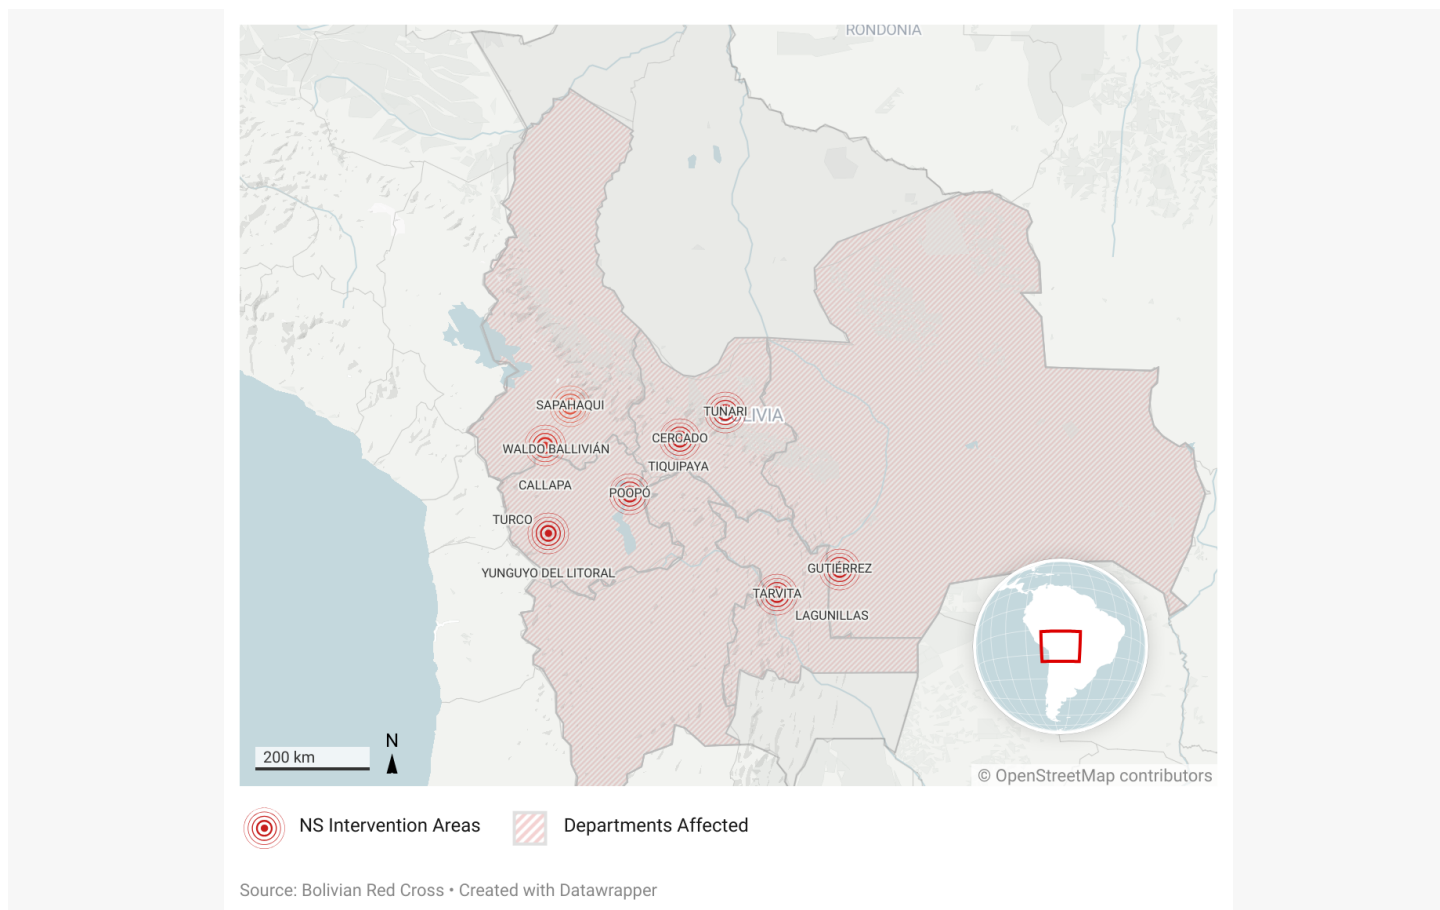 RONDONIA
SAPAHAQUI
TUNARI
LIVIA
CERCADO
WALDO BALLIVIÁN
TIQUIPAYA
CALLAPA
POOPÓ
TURCO
GUTIÉRREZ
YUNGUYO DEL LITORAL
TARVITA
LAGUNILLAS
N
200 km
© OpenStreetMap contributors
NS Intervention Areas
Departments Affected
Source: Bolivian Red Cross • Created with Datawrapper